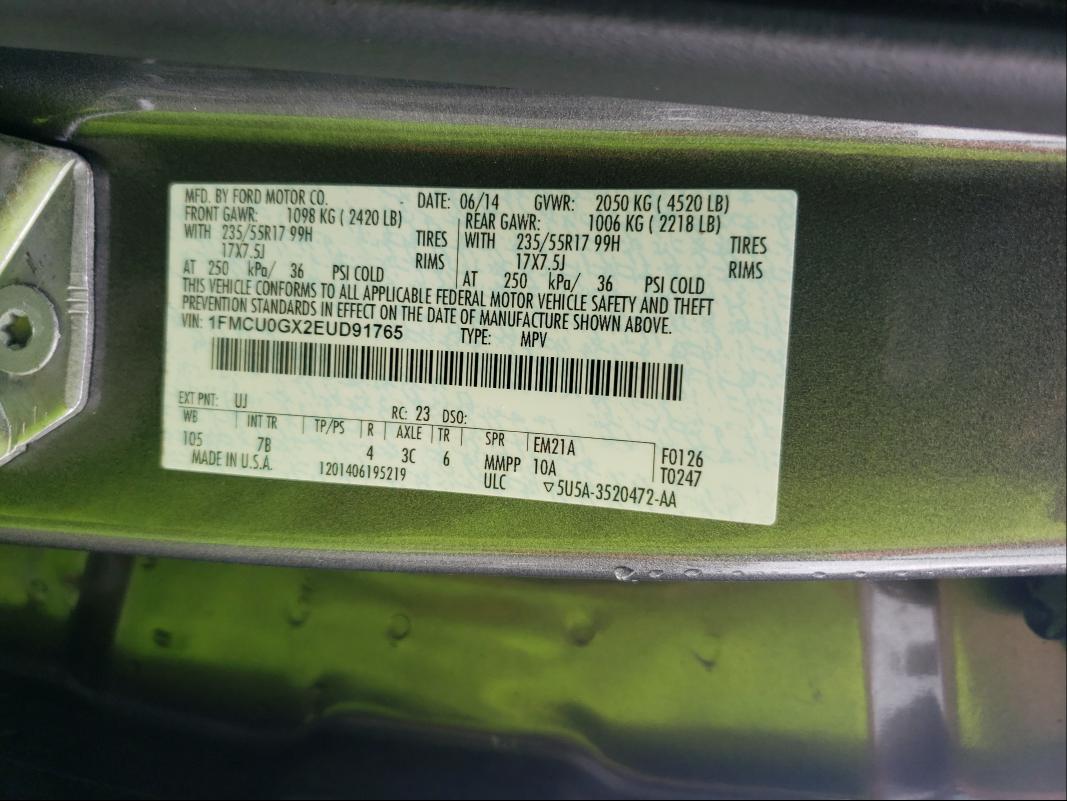 MFD. BY FORD MOTOR CO. DATE: 06/14 GVWR: 2050 KG ( 4520 LB)
FRONT GAWR: 1098 KG ( 2420 LB) REAR GAWR: 1006 KG ( 2218 LB)
WITH 235/55R17 99H TIRES WITH 235/55R17 99H TIRES
17X7.5J RIMS 17X7.5J RIMS
AT 250 kPa/ 36 PSI COLD AT 250 kPa/ 36 PSI COLD
THIS VEHICLE CONFORMS TO ALL APPLICABLE FEDERAL MOTOR VEHICLE SAFETY AND THEFT
PREVENTION STANDARDS IN EFFECT ON THE DATE OF MANUFACTURE SHOWN ABOVE.
VIN: 1FMCU0GX2EUD91765 TYPE: MPV
EXT PNT: UJ RC: 23 DSO:
WB INT TR TP/PS R AXLE TR SPR EM21A F0126
105 7B 4 3C 6 MMPP 10A T0247
MADE IN U.S.A. 1201406195219 ULC ▽5U5A-3520472-AA